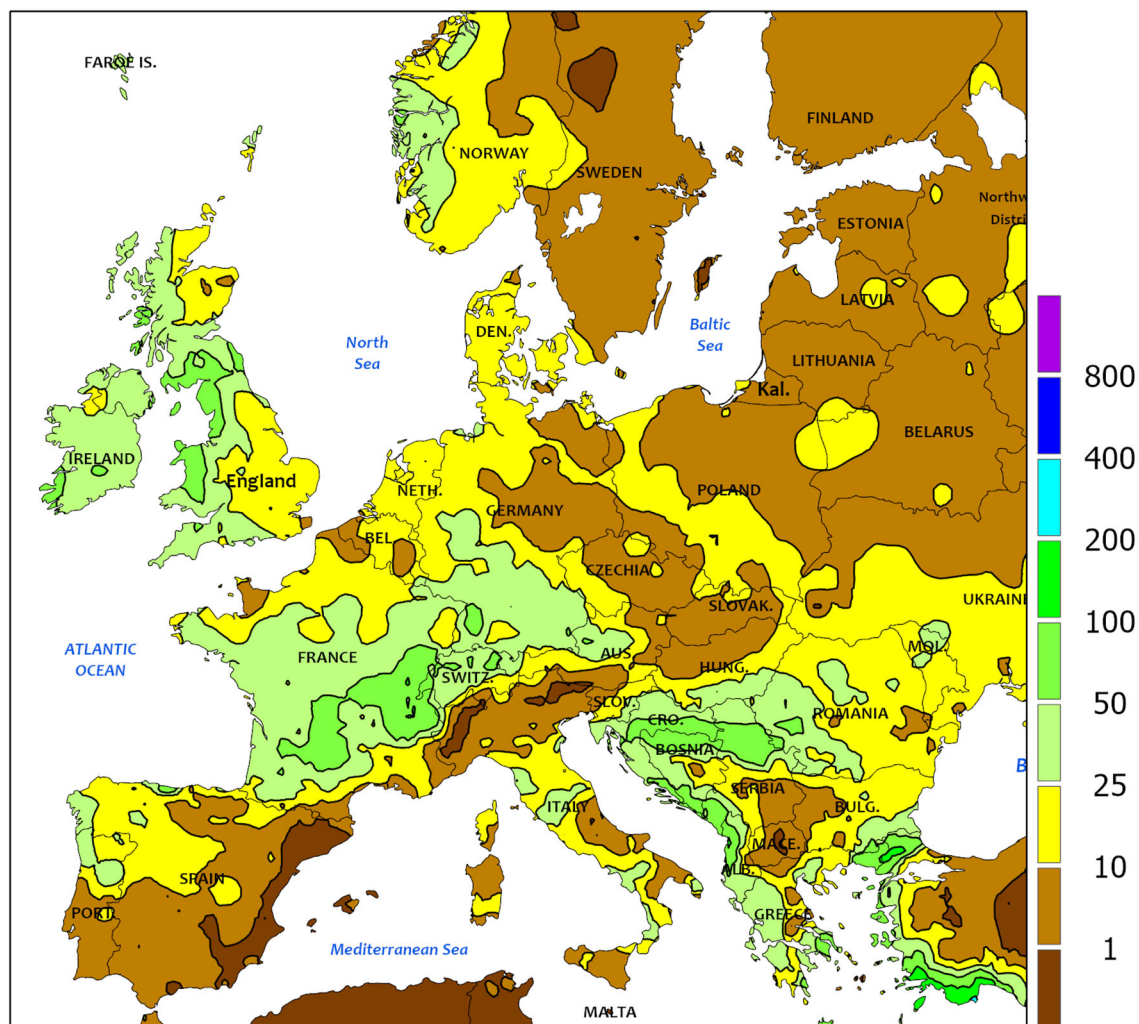 FAROE IS.
FINLAND
NORWAY
SWEDEN
Northw
Distri
ESTONIA
LATVIA
North
Sea
DEN.
Baltic
Sea
LITHUANIA
Kal.
800
BELARUS
IRELAND
England
400
NETH.
GERMANY
POLAND
BEL.
200
CZECHIA
SLOVAK.
UKRAINE
100
ATLANTIC
OCEAN
FRANCE
AUS.
MOL.
SWITZ.
HUNG.
SLOV.
50
CRO.
ROMANIA
BOSNIA
B
25
SERBIA
ITALY
BULG.
MACE.
10
ALB.
SPAIN
PORT.
GREECE
Mediterranean Sea
1
MALTA